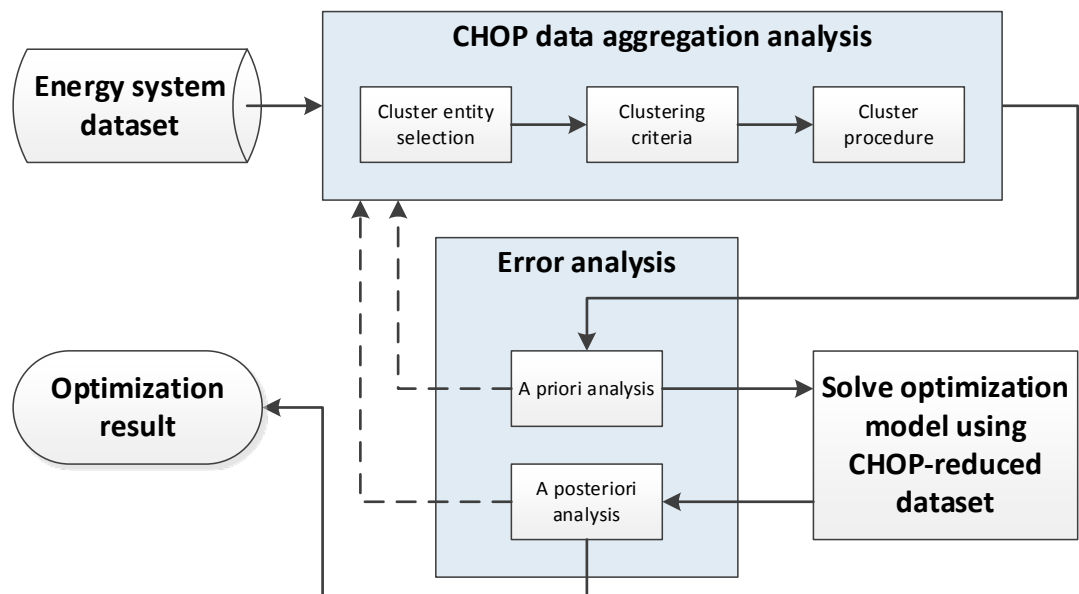 CHOP data aggregation analysis
Energy system
dataset
Cluster entity
selection
Clustering
criteria
Cluster
procedure
Error analysis
A priori analysis
Optimization
result
Solve optimization
model using
CHOP-reduced
dataset
A posteriori
analysis